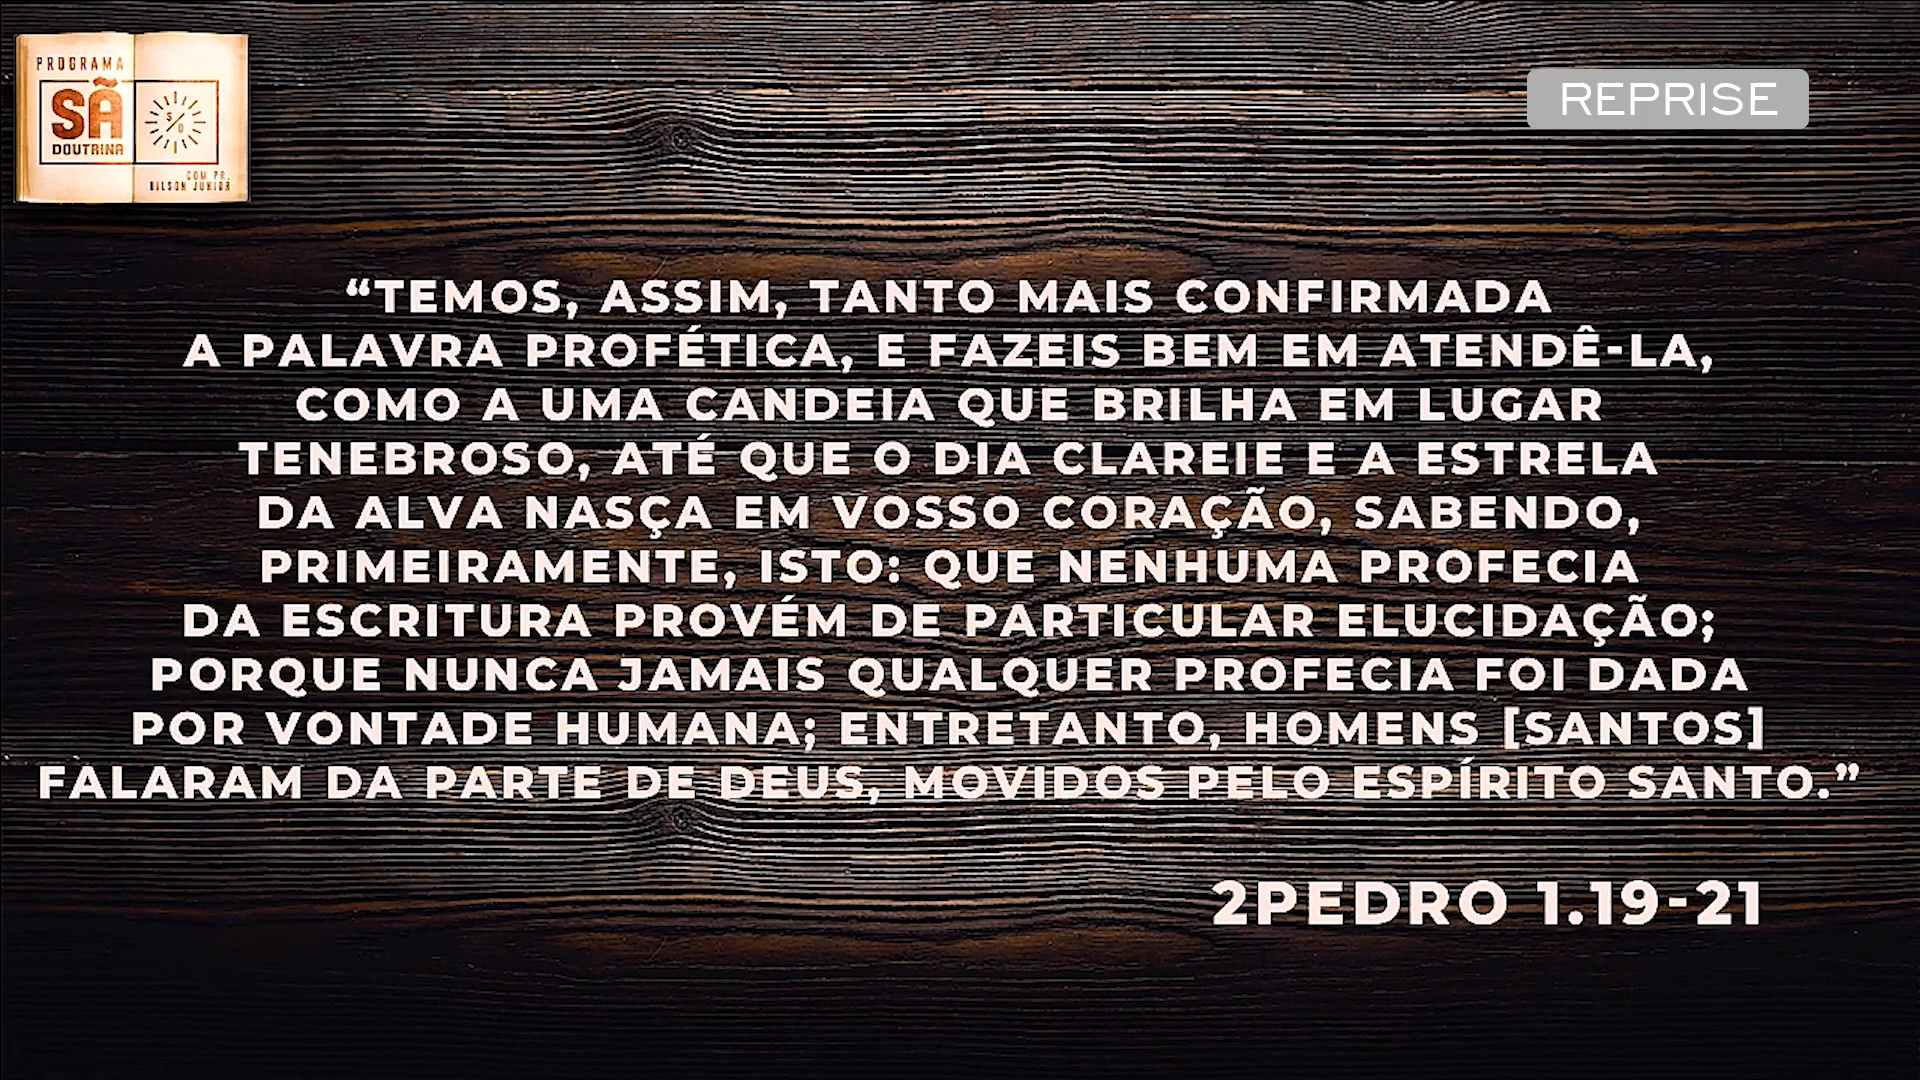 PROGRAMA
SÃ
DOUTRINA
COM PR.
GILSON JUNIOR
REPRISE
“TEMOS, ASSIM, TANTO MAIS CONFIRMADA
A PALAVRA PROFÉTICA, E FAZEIS BEM EM ATENDÊ-LA,
COMO A UMA CANDEIA QUE BRILHA EM LUGAR
TENEBROSO, ATÉ QUE O DIA CLAREIE E A ESTRELA
DA ALVA NASÇA EM VOSSO CORAÇÃO, SABENDO,
PRIMEIRAMENTE, ISTO: QUE NENHUMA PROFECIA
DA ESCRITURA PROVÉM DE PARTICULAR ELUCIDAÇÃO;
PORQUE NUNCA JAMAIS QUALQUER PROFECIA FOI DADA
POR VONTADE HUMANA; ENTRETANTO, HOMENS [SANTOS]
FALARAM DA PARTE DE DEUS, MOVIDOS PELO ESPÍRITO SANTO.”
2PEDRO 1.19-21